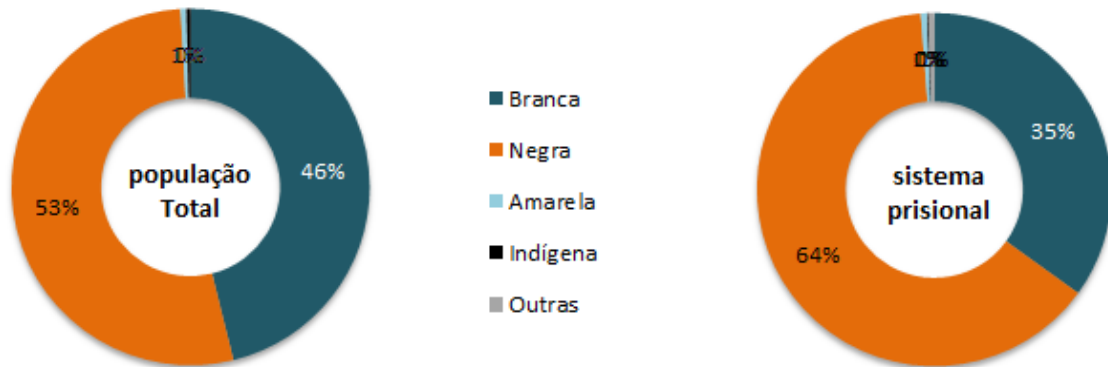 46%
53%
população
Total
Branca
Negra
Amarela
Indígena
Outras
35%
64%
sistema
prisional